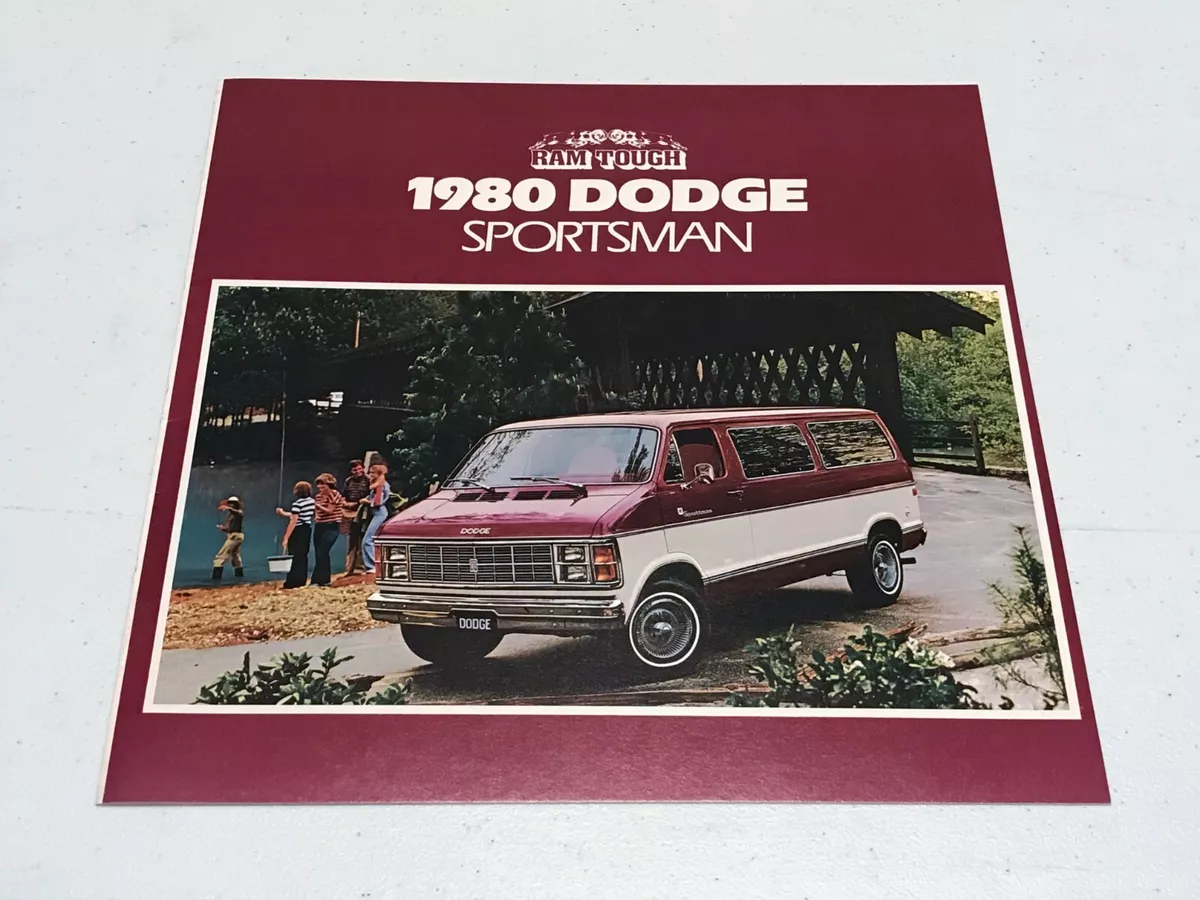 RAM TOUGH
1980 DODGE
SPORTSMAN
DODGE
Sportsman
DODGE